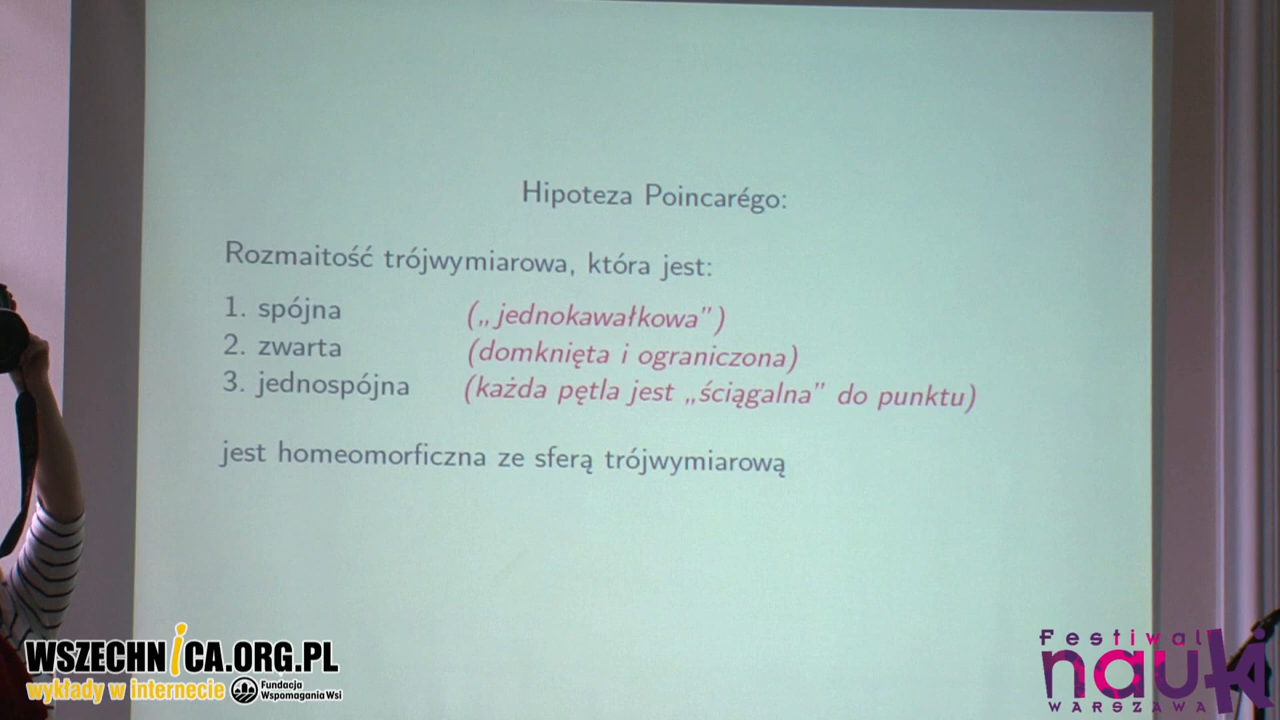 Hipoteza Poincarégo:
Rozmaitość trójwymiarowa, która jest:
1. spójna („jednokawałkowa”)
2. zwarta (domknięta i ograniczona)
3. jednospójna (każda pętla jest „ściągalna” do punktu)
jest homeomorficzna ze sferą trójwymiarową
WSZECHNICA.ORG.PL
wykłady w internecie Fundacja Wspomagania Wsi
Festiwal
nauki
WARSZAWA